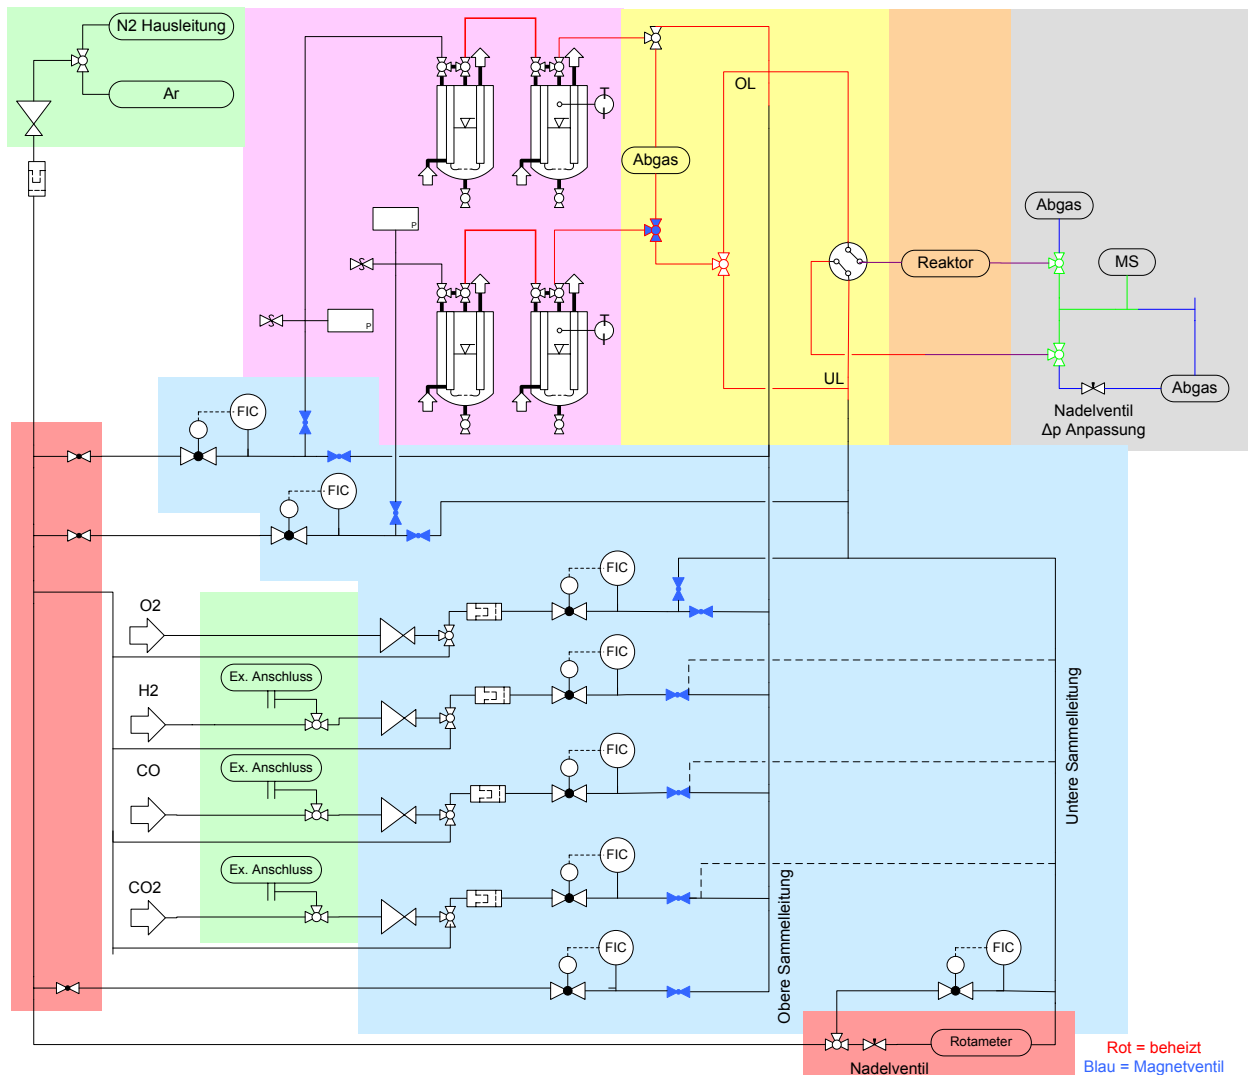 N2 Hausleitung
Ar
OL
Abgas
Abgas
Reaktor
MS
P
P
UL
Abgas
Nadelventil
Δp Anpassung
FIC
FIC
FIC
O2
FIC
Ex. Anschluss
H2
FIC
Ex. Anschluss
CO
FIC
Ex. Anschluss
CO2
FIC
FIC
Obere Sammelleitung
Untere Sammelleitung
Rotameter
Nadelventil
Rot = beheizt
Blau = Magnetventil